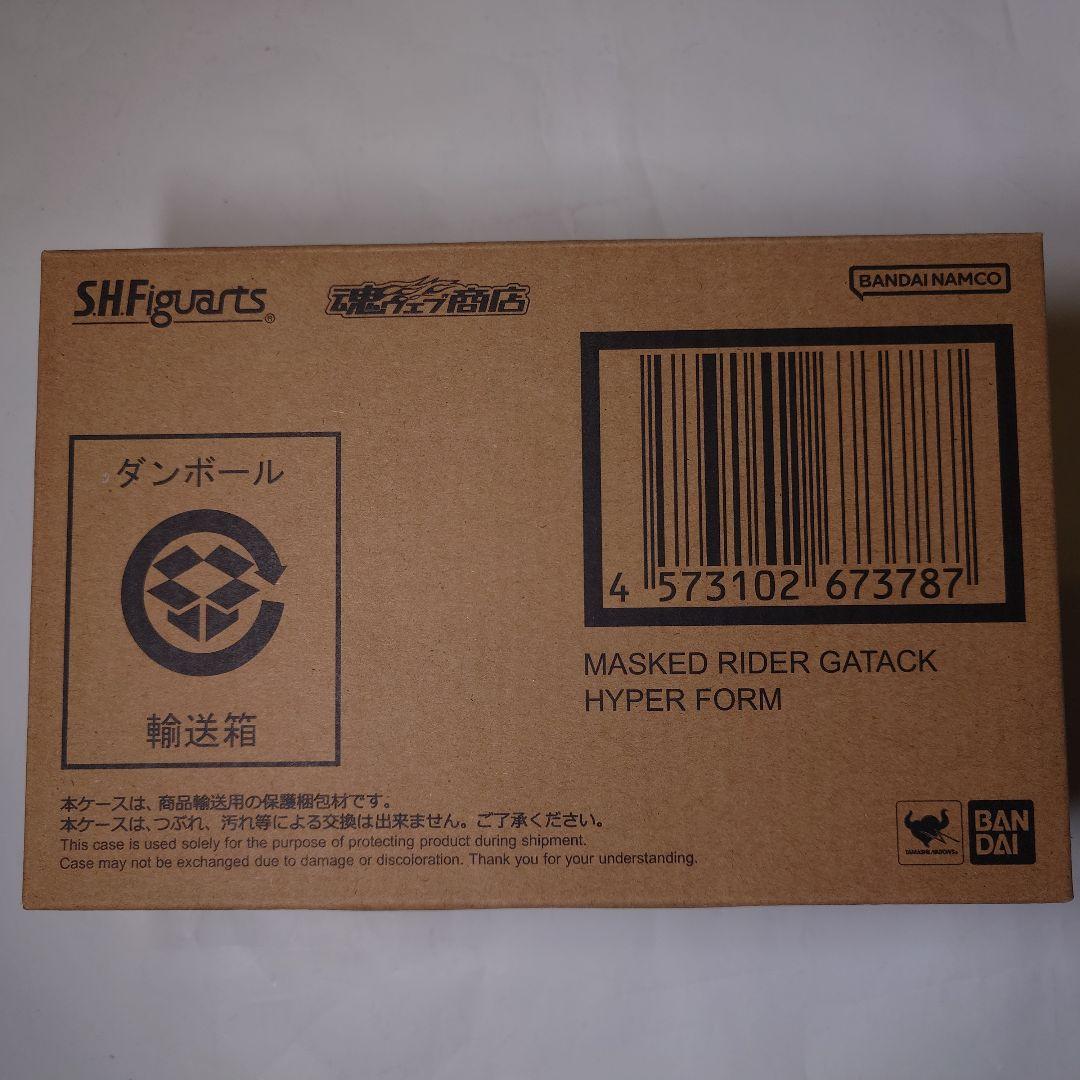 S.H.Figuarts®
魂ウェブ商店
BANDAI NAMCO
4 573102 673787
MASKED RIDER GATACK
HYPER FORM
ダンボール
輸送箱
本ケースは、商品輸送用の保護梱包材です。
本ケースは、つぶれ、汚れ等による交換は出来ません。ご了承ください。
This case is used solely for the purpose of protecting product during shipment.
Case may not be exchanged due to damage or discoloration. Thank you for your understanding.
TAMASHII NATIONS
BAN
DAI